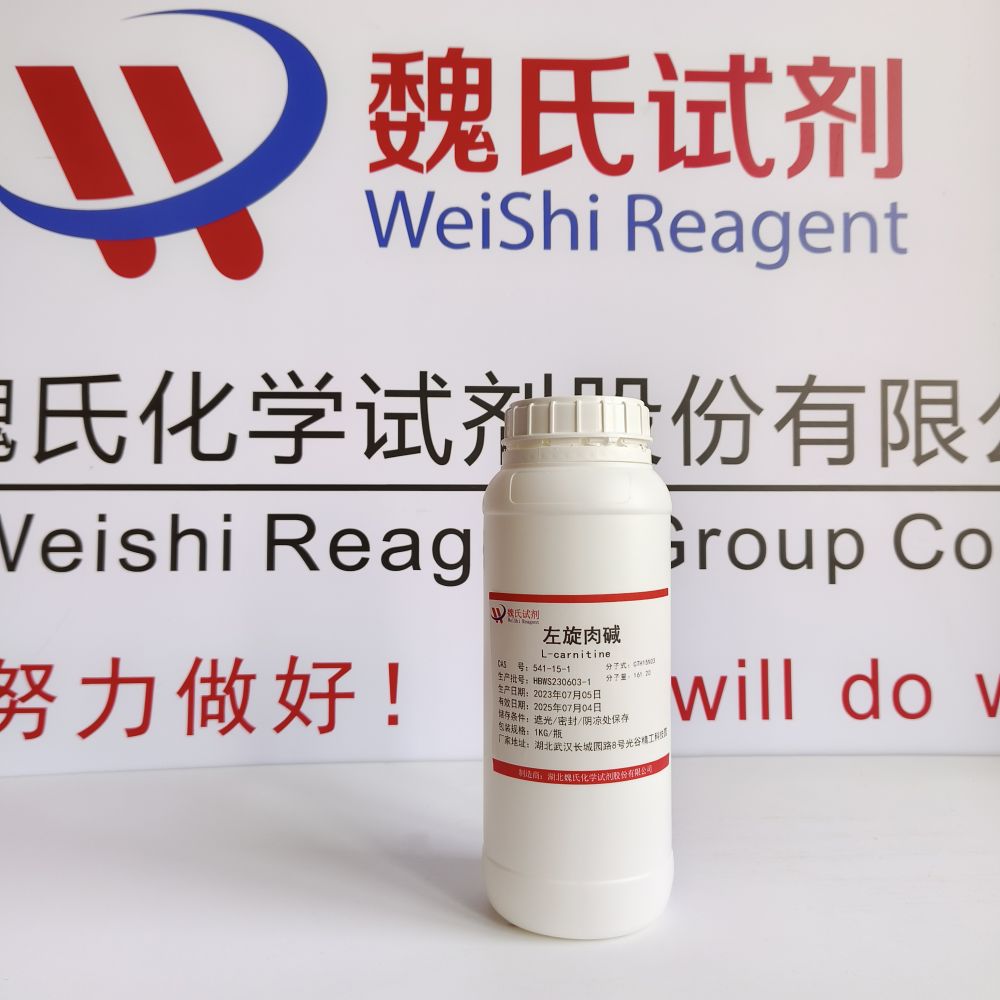 魏氏试剂
WeiShi Reagent
魏氏化学试剂股份有限公
Weishi Reag Group Co
努力做好! will do w
魏氏试剂
WeiShi Reagent
左旋肉碱
L-carnitine
CAS 号:541-15-1 分子式:C7H15NO3
生产批号:HBWS230603-1 分子量:161.20
生产日期:2023年07月05日
有效日期:2025年07月04日
储存条件:遮光/密封/阴凉处保存
包装规格:1KG/瓶
厂家地址:湖北武汉长城园路8号光谷精工科技园
制造商:湖北魏氏化学试剂股份有限公司